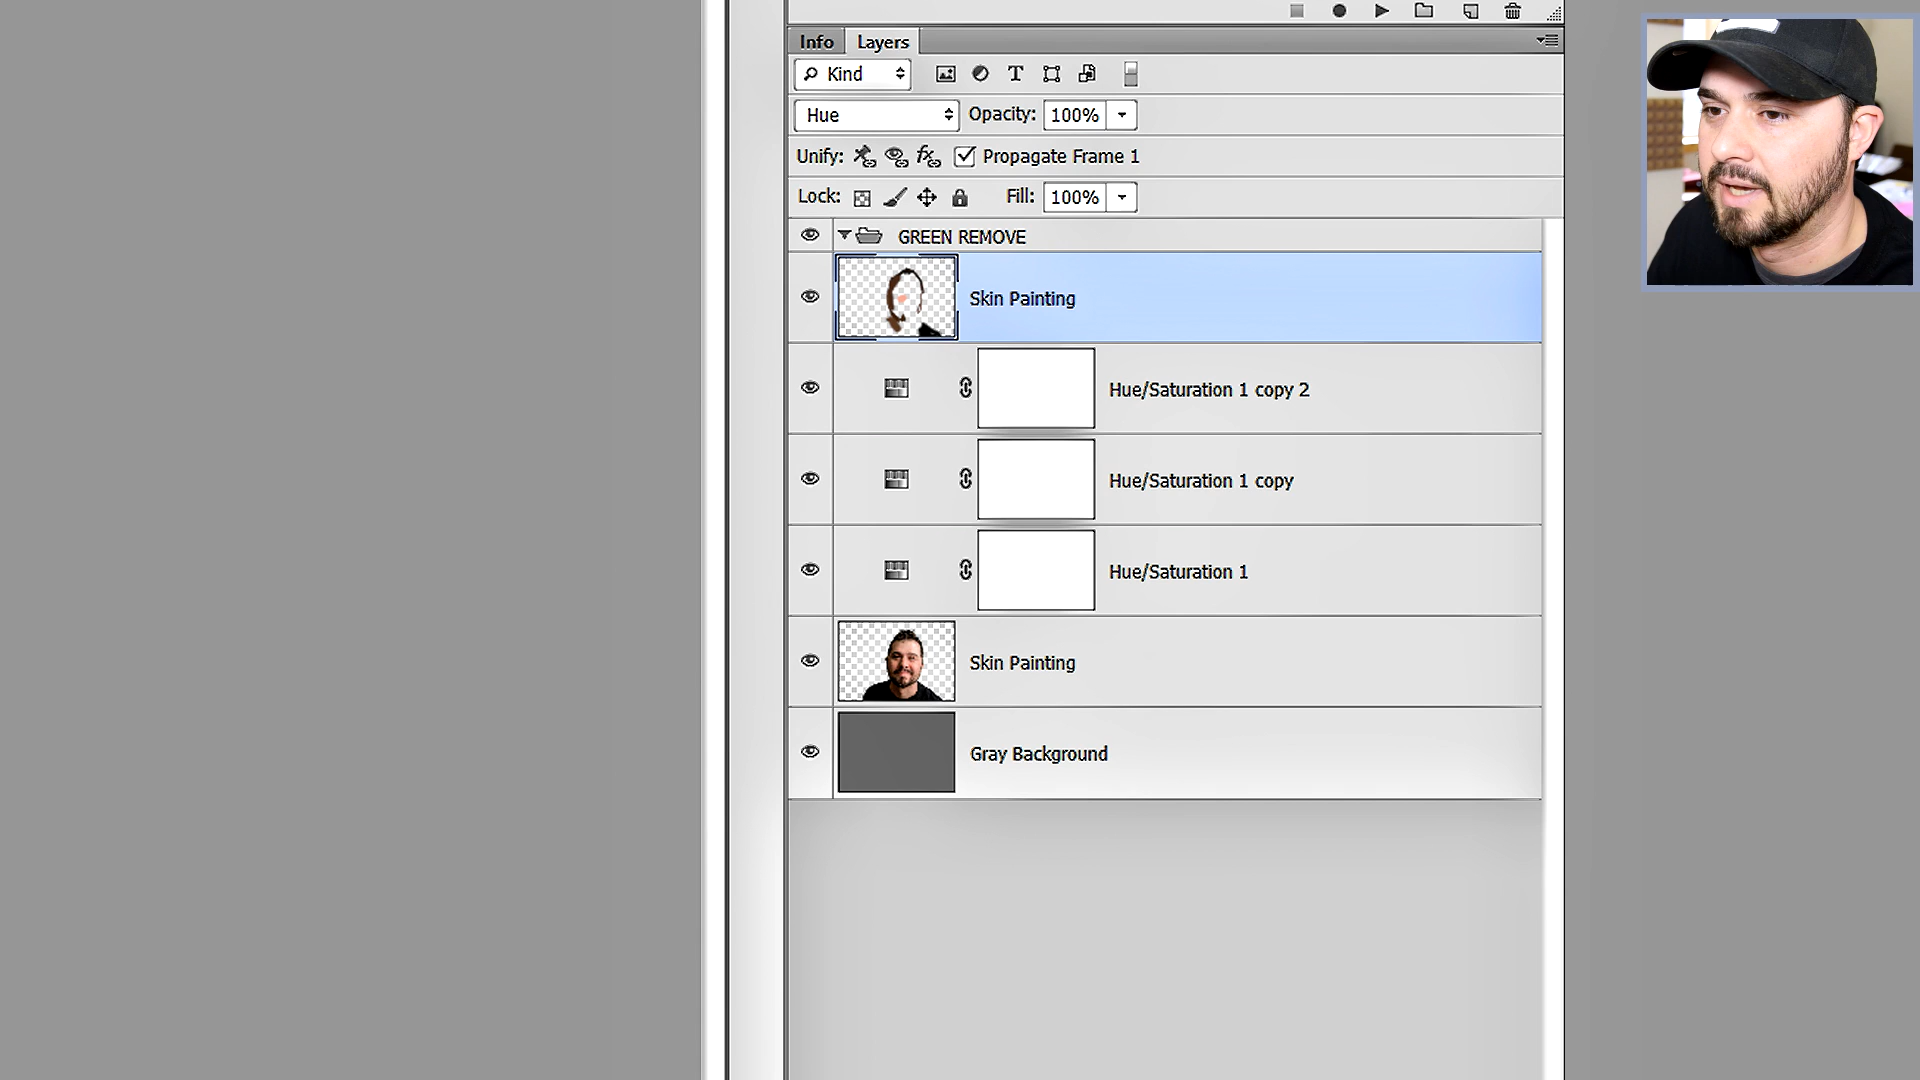 Info Layers
Kind
Hue Opacity: 100%
Unify: Propagate Frame 1
Lock: Fill: 100%
GREEN REMOVE
Skin Painting
Hue/Saturation 1 copy 2
Hue/Saturation 1 copy
Hue/Saturation 1
Skin Painting
Gray Background